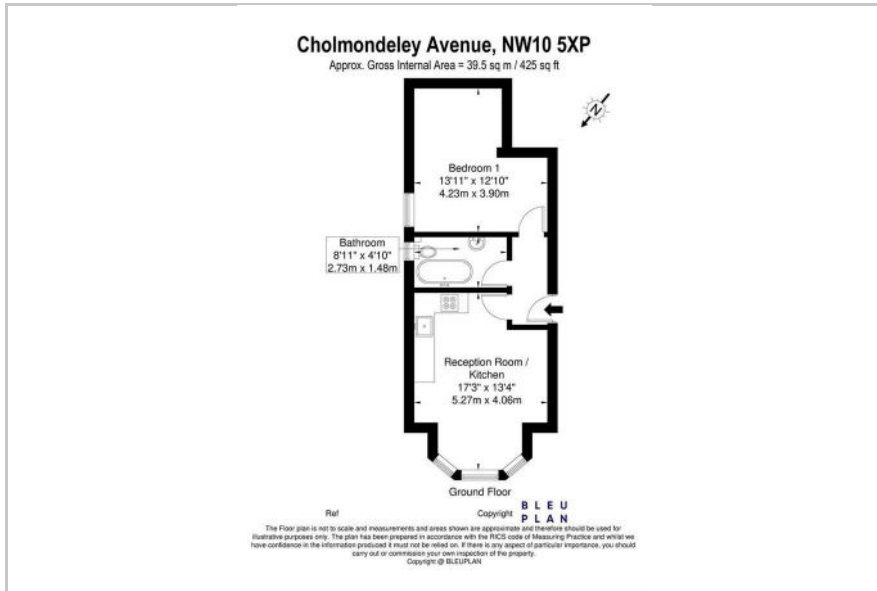 Cholmondeley Avenue, NW10 5XP
Approx. Gross Internal Area = 39.5 sq m / 425 sq ft
N
Bedroom 1
13'11" x 12'10"
4.23m x 3.90m
Bathroom
8'11" x 4'10"
2.73m x 1.48m
Reception Room /
Kitchen
17'3" x 13'4"
5.27m x 4.06m
Ground Floor
Ref
Copyright
BLEU
PLAN
The Floor plan is not to scale and measurements and areas shown are approximate and therefore should be used for
illustrative purposes only. The plan has been prepared in accordance with the RICS code of Measuring Practice and whilst we
have confidence in the information produced it must not be relied on. If there is any aspect of particular importance, you should
carry out or commission your own inspection of the property.
Copyright @ BLEUPLAN